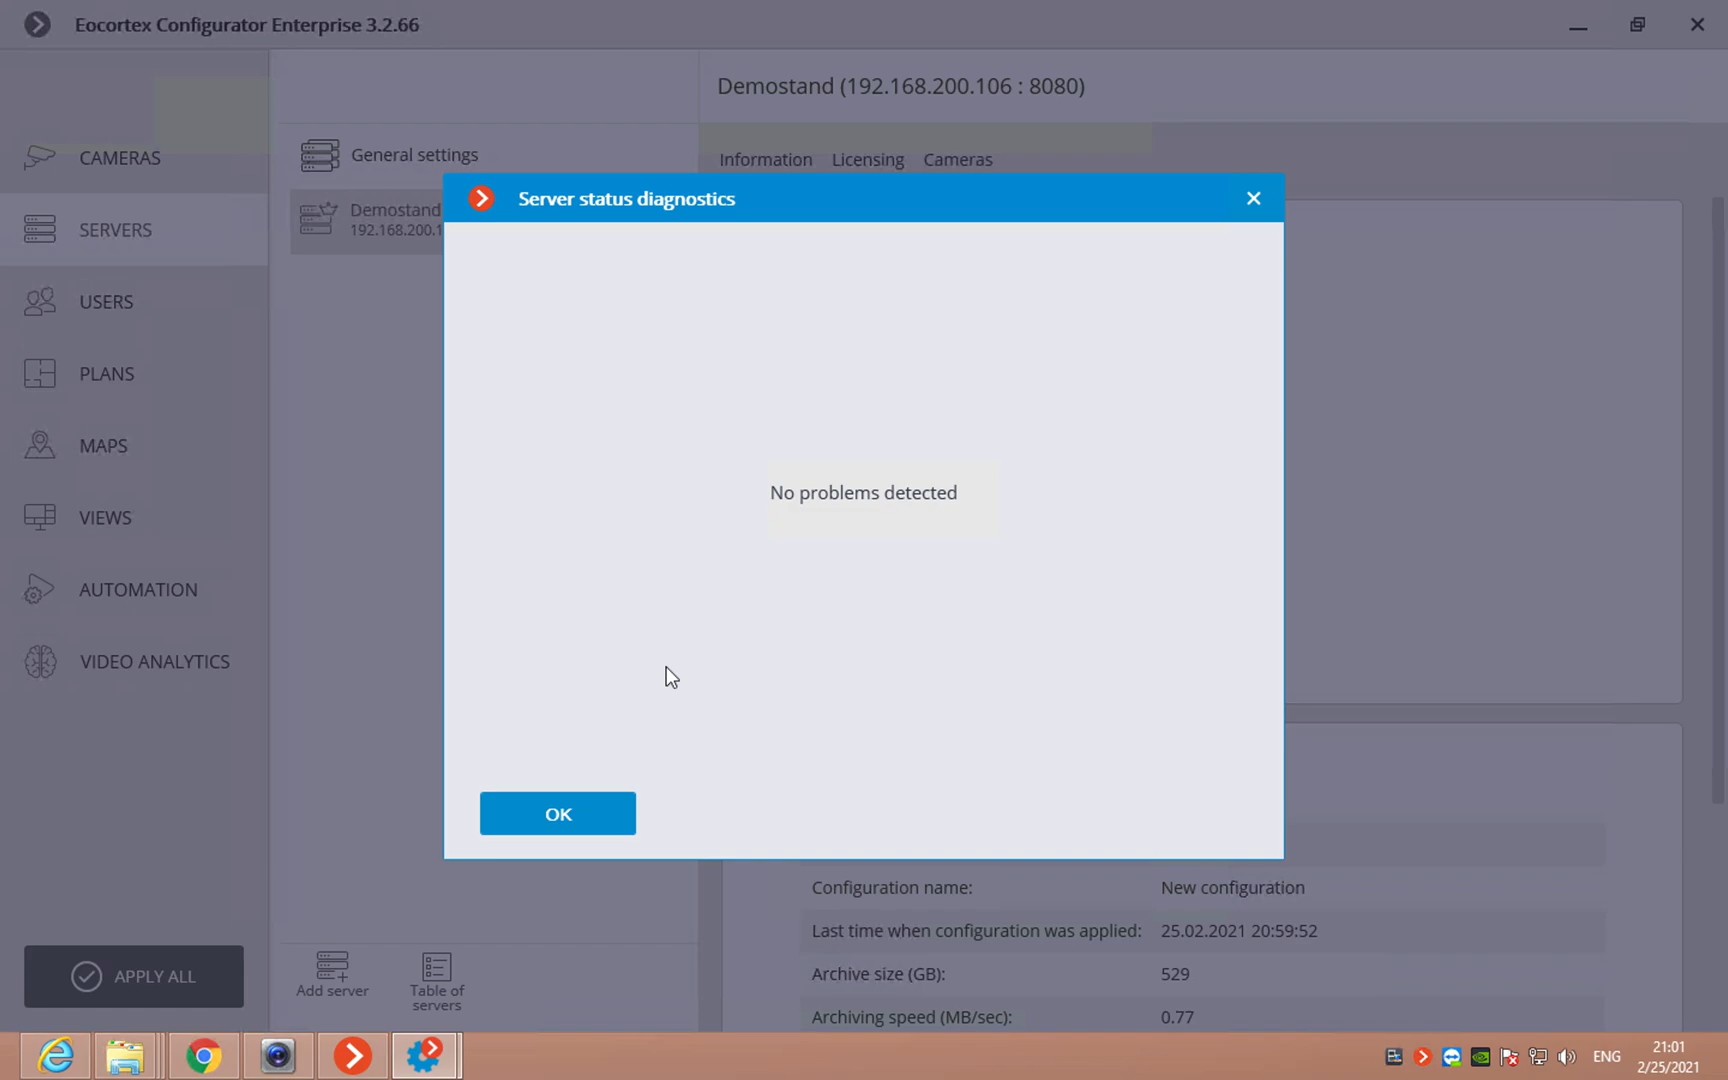 Eocortex Configurator Enterprise 3.2.66
CAMERAS
SERVERS
USERS
PLANS
MAPS
VIEWS
AUTOMATION
VIDEO ANALYTICS
APPLY ALL
General settings
Demostand
192.168.200.1
Add server
Table of
servers
Demostand (192.168.200.106 : 8080)
Information Licensing Cameras
Server status diagnostics
No problems detected
OK
Configuration name: New configuration
Last time when configuration was applied: 25.02.2021 20:59:52
Archive size (GB): 529
Archiving speed (MB/sec): 0.77
ENG
21:01
2/25/2021